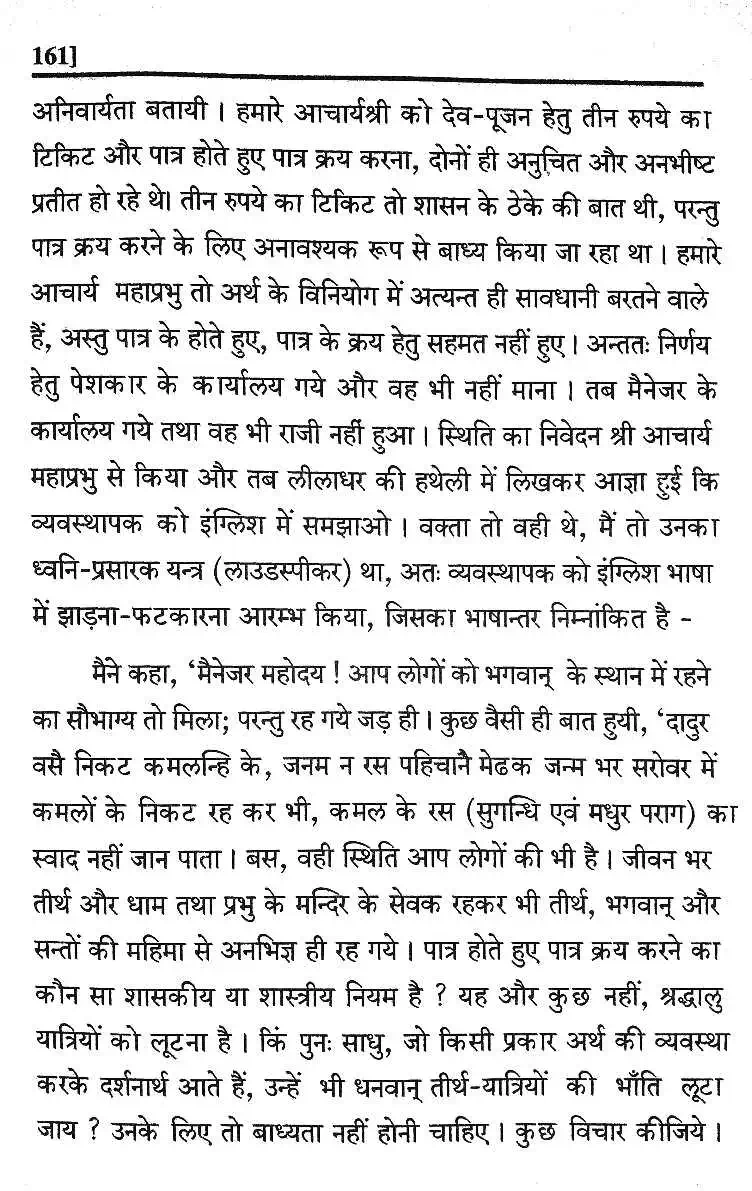 161]
अनिवार्यता बतायी । हमारे आचार्यश्री को देव-पूजन हेतु तीन रुपये का
टिकिट और पात्र होते हुए पात्र क्रय करना, दोनों ही अनुचित और अनभीष्ट
प्रतीत हो रहे थे। तीन रुपये का टिकिट तो शासन के ठेके की बात थी, परन्तु
पात्र क्रय करने के लिए अनावश्यक रूप से बाध्य किया जा रहा था । हमारे
आचार्य महाप्रभु तो अर्थ के विनियोग में अत्यन्त ही सावधानी बरतने वाले
हैं, अस्तु पात्र के होते हुए, पात्र के क्रय हेतु सहमत नहीं हुए । अन्ततः निर्णय
हेतु पेशकार के कार्यालय गये और वह भी नहीं माना । तब मैनेजर के
कार्यालय गये तथा वह भी राजी नहीं हुआ । स्थिति का निवेदन श्री आचार्य
महाप्रभु से किया और तब लीलाधर की हथेली में लिखकर आज्ञा हुई कि
व्यवस्थापक को इंग्लिश में समझाओ । वक्ता तो वही थे, मैं तो उनका
ध्वनि-प्रसारक यन्त्र (लाउडस्पीकर) था, अतः व्यवस्थापक को इंग्लिश भाषा
में झाड़ना-फटकारना आरम्भ किया, जिसका भाषान्तर निम्नांकित है -
मैने कहा, ‘मैनेजर महोदय ! आप लोगों को भगवान् के स्थान में रहने
का सौभाग्य तो मिला; परन्तु रह गये जड़ ही । कुछ वैसी ही बात हुयी, ‘दादुर
वसै निकट कमलन्हि के, जनम न रस पहिचानै मेढक जन्म भर सरोवर में
कमलों के निकट रह कर भी, कमल के रस (सुगन्धि एवं मधुर पराग) का
स्वाद नहीं जान पाता । बस, वही स्थिति आप लोगों की भी है । जीवन भर
तीर्थ और धाम तथा प्रभु के मन्दिर के सेवक रहकर भी तीर्थ, भगवान् और
सन्तों की महिमा से अनभिज्ञ ही रह गये । पात्र होते हुए पात्र क्रय करने का
कौन सा शासकीय या शास्त्रीय नियम है ? यह और कुछ नहीं, श्रद्धालु
यात्रियों को लूटना है । किं पुनः साधु, जो किसी प्रकार अर्थ की व्यवस्था
करके दर्शनार्थ आते हैं, उन्हें भी धनवान् तीर्थ-यात्रियों की भाँति लूटा
जाय ? उनके लिए तो बाध्यता नहीं होनी चाहिए । कुछ विचार कीजिये ।